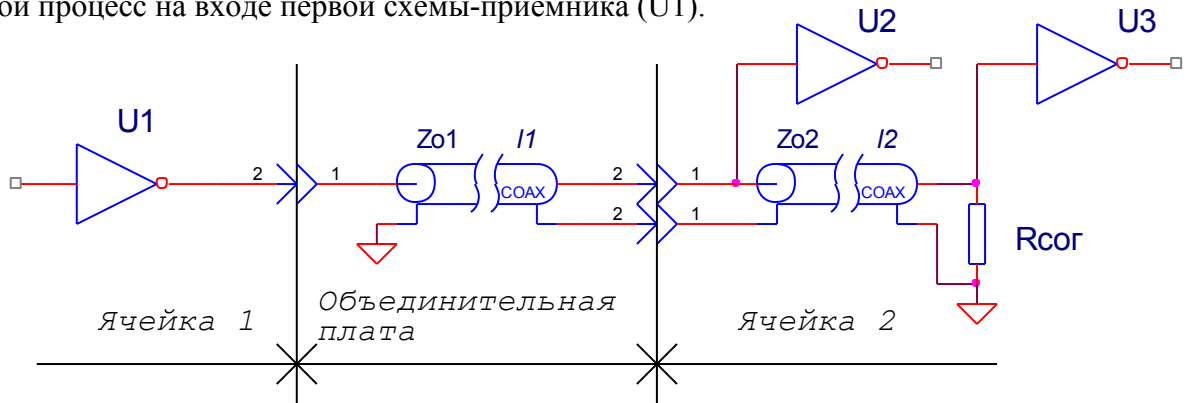 ой процесс на входе первой схемы-приемника (U1).
U2
U3
U1
Zo1
l1
Zo2
l2
2
1
2
1
COAX
COAX
2
1
Rсог
Ячейка 1
Объединительная
плата
Ячейка 2